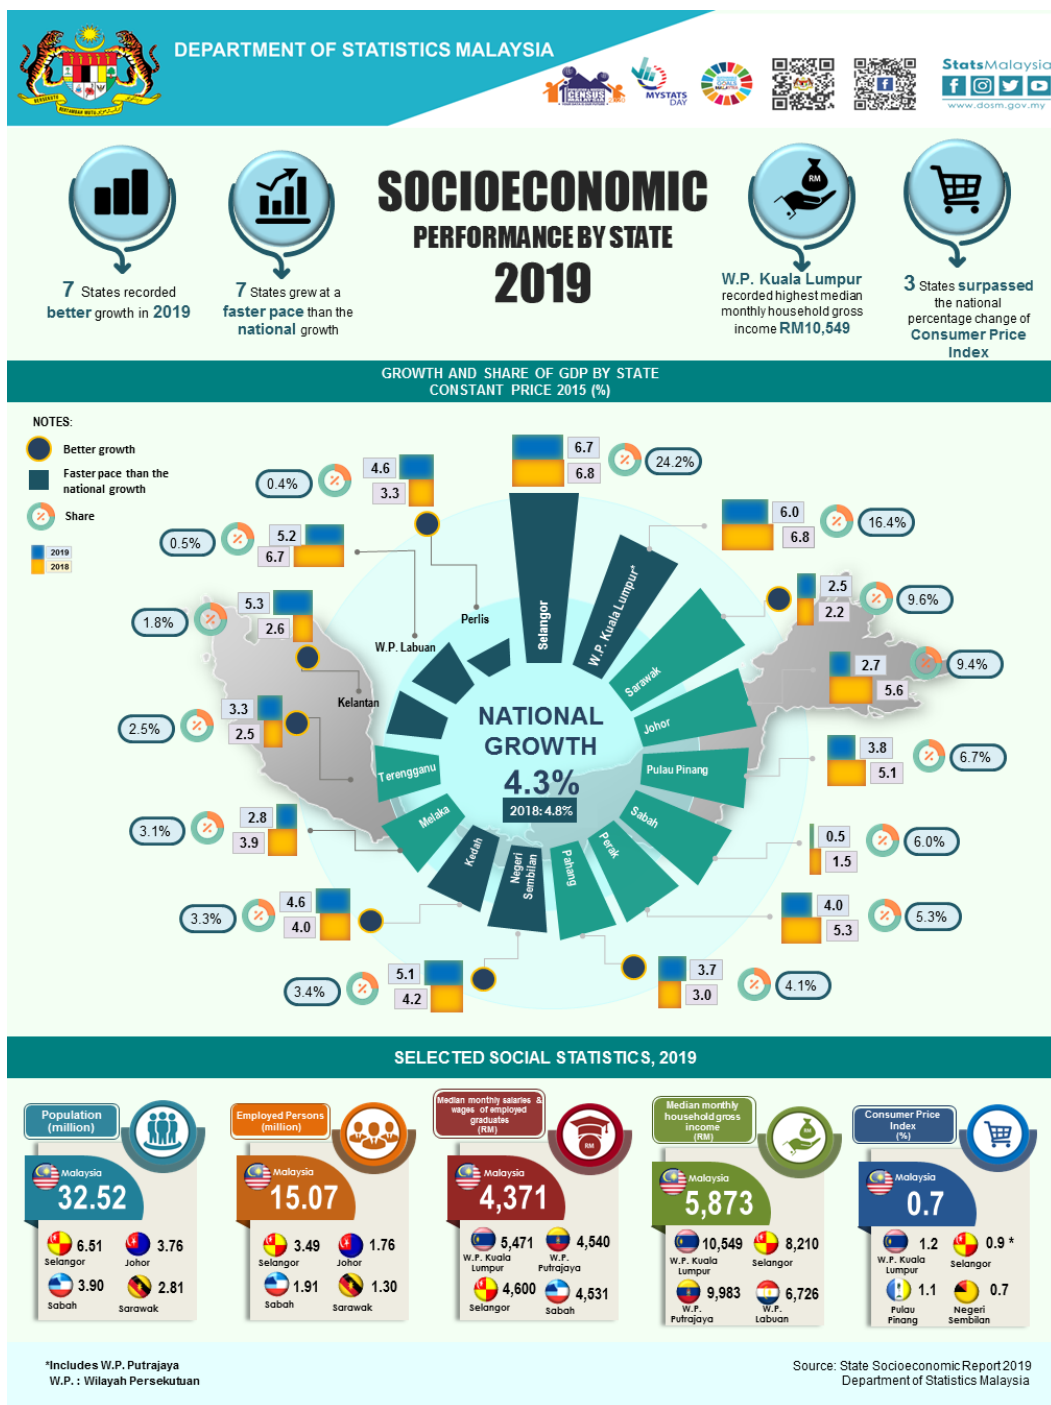 DEPARTMENT OF STATISTICS MALAYSIA
CENSUS
MYSTATS
DAY
StatsMalaysia
www.dosm.gov.my
SOCIOECONOMIC
PERFORMANCE BY STATE
2019
7 States recorded
better growth in 2019
7 States grew at a
faster pace than the
national growth
RM
W.P. Kuala Lumpur
recorded highest median
monthly household gross
income RM10,549
3 States surpassed
the national
percentage change of
Consumer Price
Index
GROWTH AND SHARE OF GDP BY STATE
CONSTANT PRICE 2015 (%)
NOTES:
Better growth
Faster pace than the
national growth
Share
2019
2018
Selangor
6.7
6.8
24.2%
W.P. Kuala Lumpur*
6.0
6.8
16.4%
Sarawak
2.5
2.2
9.6%
Johor
2.7
5.6
9.4%
Pulau Pinang
3.8
5.1
6.7%
Sabah
0.5
1.5
6.0%
Perak
4.0
5.3
5.3%
Pahang
3.7
3.0
4.1%
Negeri
Sembilan
5.1
4.2
3.4%
Kedah
4.6
4.0
3.3%
Melaka
2.8
3.9
3.1%
Terengganu
3.3
2.5
2.5%
Kelantan
5.3
2.6
1.8%
W.P. Labuan
5.2
6.7
0.5%
Perlis
4.6
3.3
0.4%
NATIONAL
GROWTH
4.3%
2018: 4.8%
SELECTED SOCIAL STATISTICS, 2019
Population
(million)
Malaysia
32.52
6.51
Selangor
3.76
Johor
3.90
Sabah
2.81
Sarawak
Employed Persons
(million)
Malaysia
15.07
3.49
Selangor
1.76
Johor
1.91
Sabah
1.30
Sarawak
Median monthly salaries &
wages of employed
graduates
(RM)
RM
Malaysia
4,371
5,471
W.P. Kuala
Lumpur
4,540
W.P.
Putrajaya
4,600
Selangor
4,531
Sabah
Median monthly
household gross
income
(RM)
Malaysia
5,873
10,549
W.P. Kuala
Lumpur
8,210
Selangor
9,983
W.P.
Putrajaya
6,726
W.P.
Labuan
Consumer Price
Index
(%)
Malaysia
0.7
1.2
W.P. Kuala
Lumpur
0.9 *
Selangor
1.1
Pulau
Pinang
0.7
Negeri
Sembilan
*Includes W.P. Putrajaya
W.P. : Wilayah Persekutuan
Source: State Socioeconomic Report 2019
Department of Statistics Malaysia